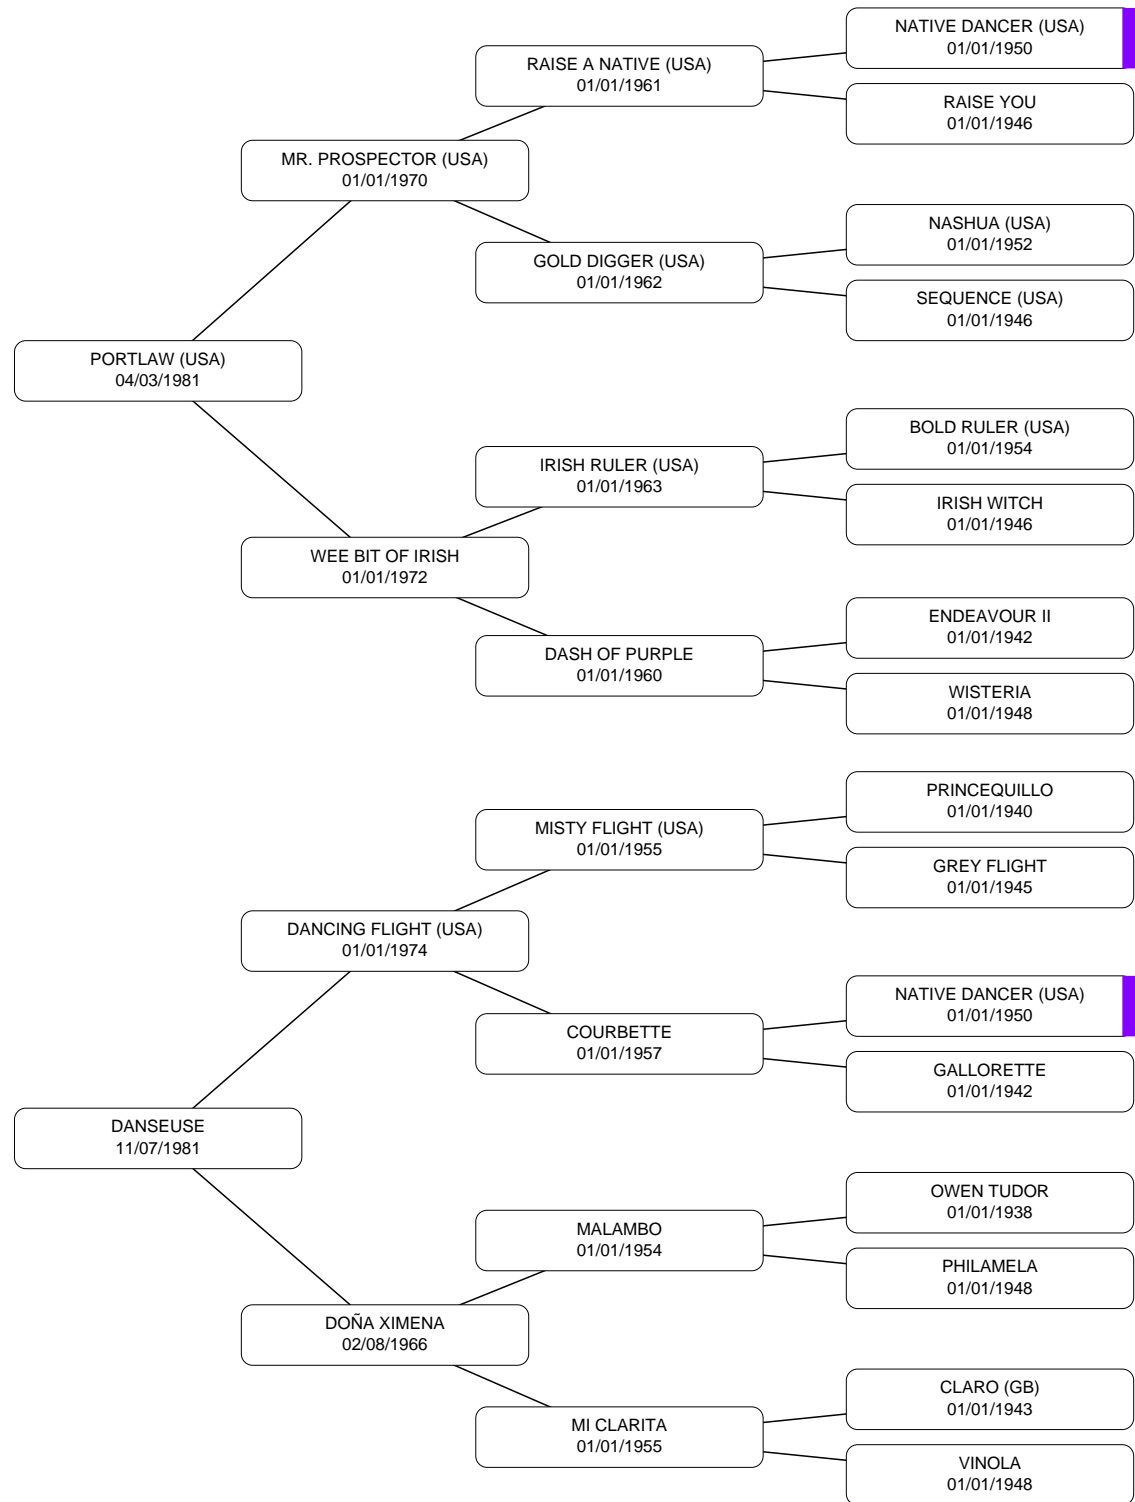 NATIVE DANCER (USA)
01/01/1950
RAISE A NATIVE (USA)
01/01/1961
RAISE YOU
01/01/1946
MR. PROSPECTOR (USA)
01/01/1970
NASHUA (USA)
01/01/1952
GOLD DIGGER (USA)
01/01/1962
SEQUENCE (USA)
01/01/1946
PORTLAW (USA)
04/03/1981
BOLD RULER (USA)
01/01/1954
IRISH RULER (USA)
01/01/1963
IRISH WITCH
01/01/1946
WEE BIT OF IRISH
01/01/1972
ENDEAVOUR II
01/01/1942
DASH OF PURPLE
01/01/1960
WISTERIA
01/01/1948
PRINCEQUILLO
01/01/1940
MISTY FLIGHT (USA)
01/01/1955
GREY FLIGHT
01/01/1945
DANCING FLIGHT (USA)
01/01/1974
NATIVE DANCER (USA)
01/01/1950
COURBETTE
01/01/1957
GALLORETTE
01/01/1942
DANSEUSE
11/07/1981
OWEN TUDOR
01/01/1938
MALAMBO
01/01/1954
PHILAMELA
01/01/1948
DOÑA XIMENA
02/08/1966
CLARO (GB)
01/01/1943
MI CLARITA
01/01/1955
VINOLA
01/01/1948